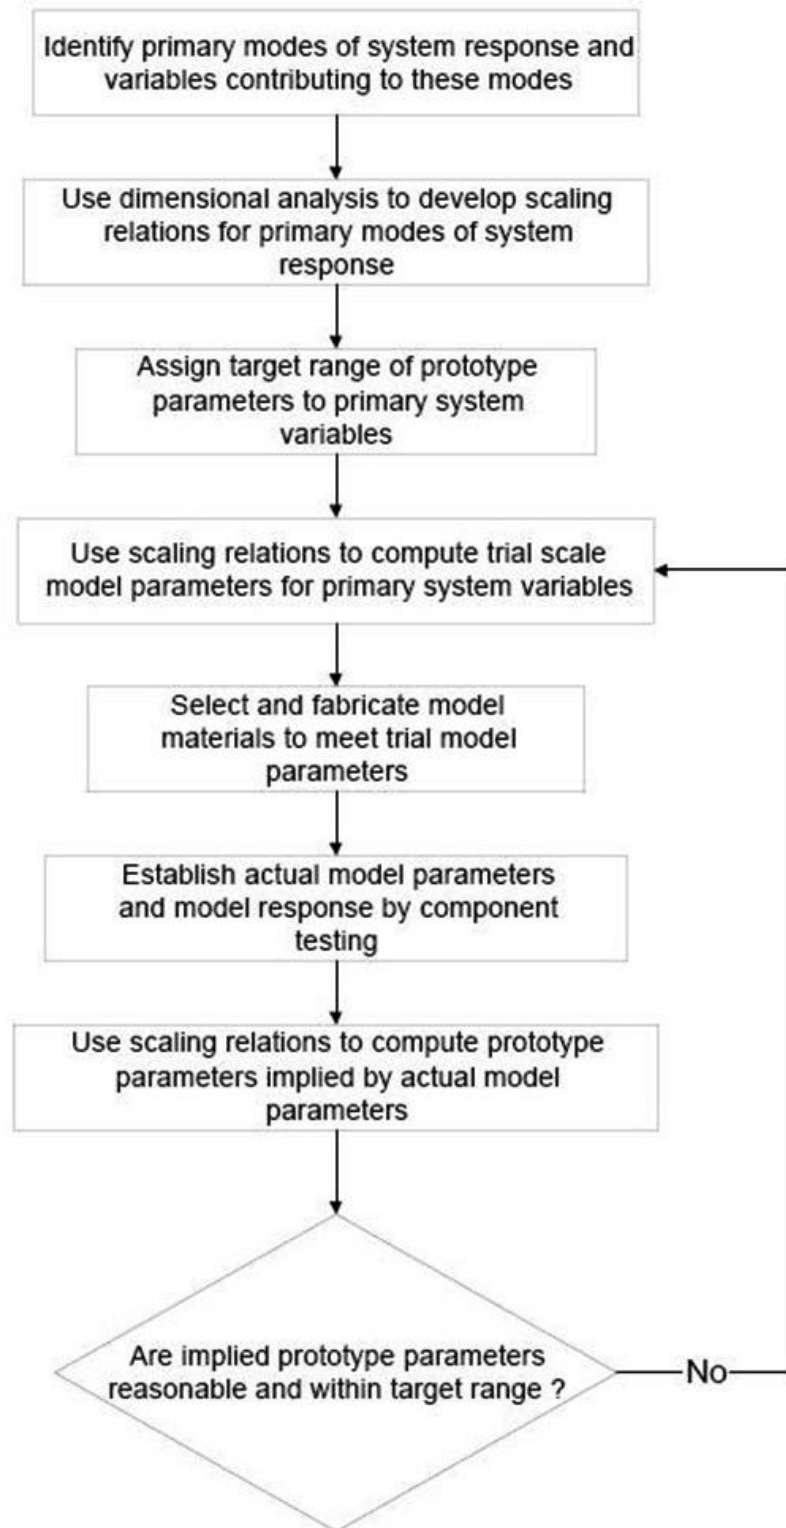 Identify primary modes of system response and
variables contributing to these modes
Use dimensional analysis to develop scaling
relations for primary modes of system
response
Assign target range of prototype
parameters to primary system
variables
Use scaling relations to compute trial scale
model parameters for primary system variables
Select and fabricate model
materials to meet trial model
parameters
Establish actual model parameters
and model response by component
testing
Use scaling relations to compute prototype
parameters implied by actual model
parameters
Are implied prototype parameters
reasonable and within target range ?
No